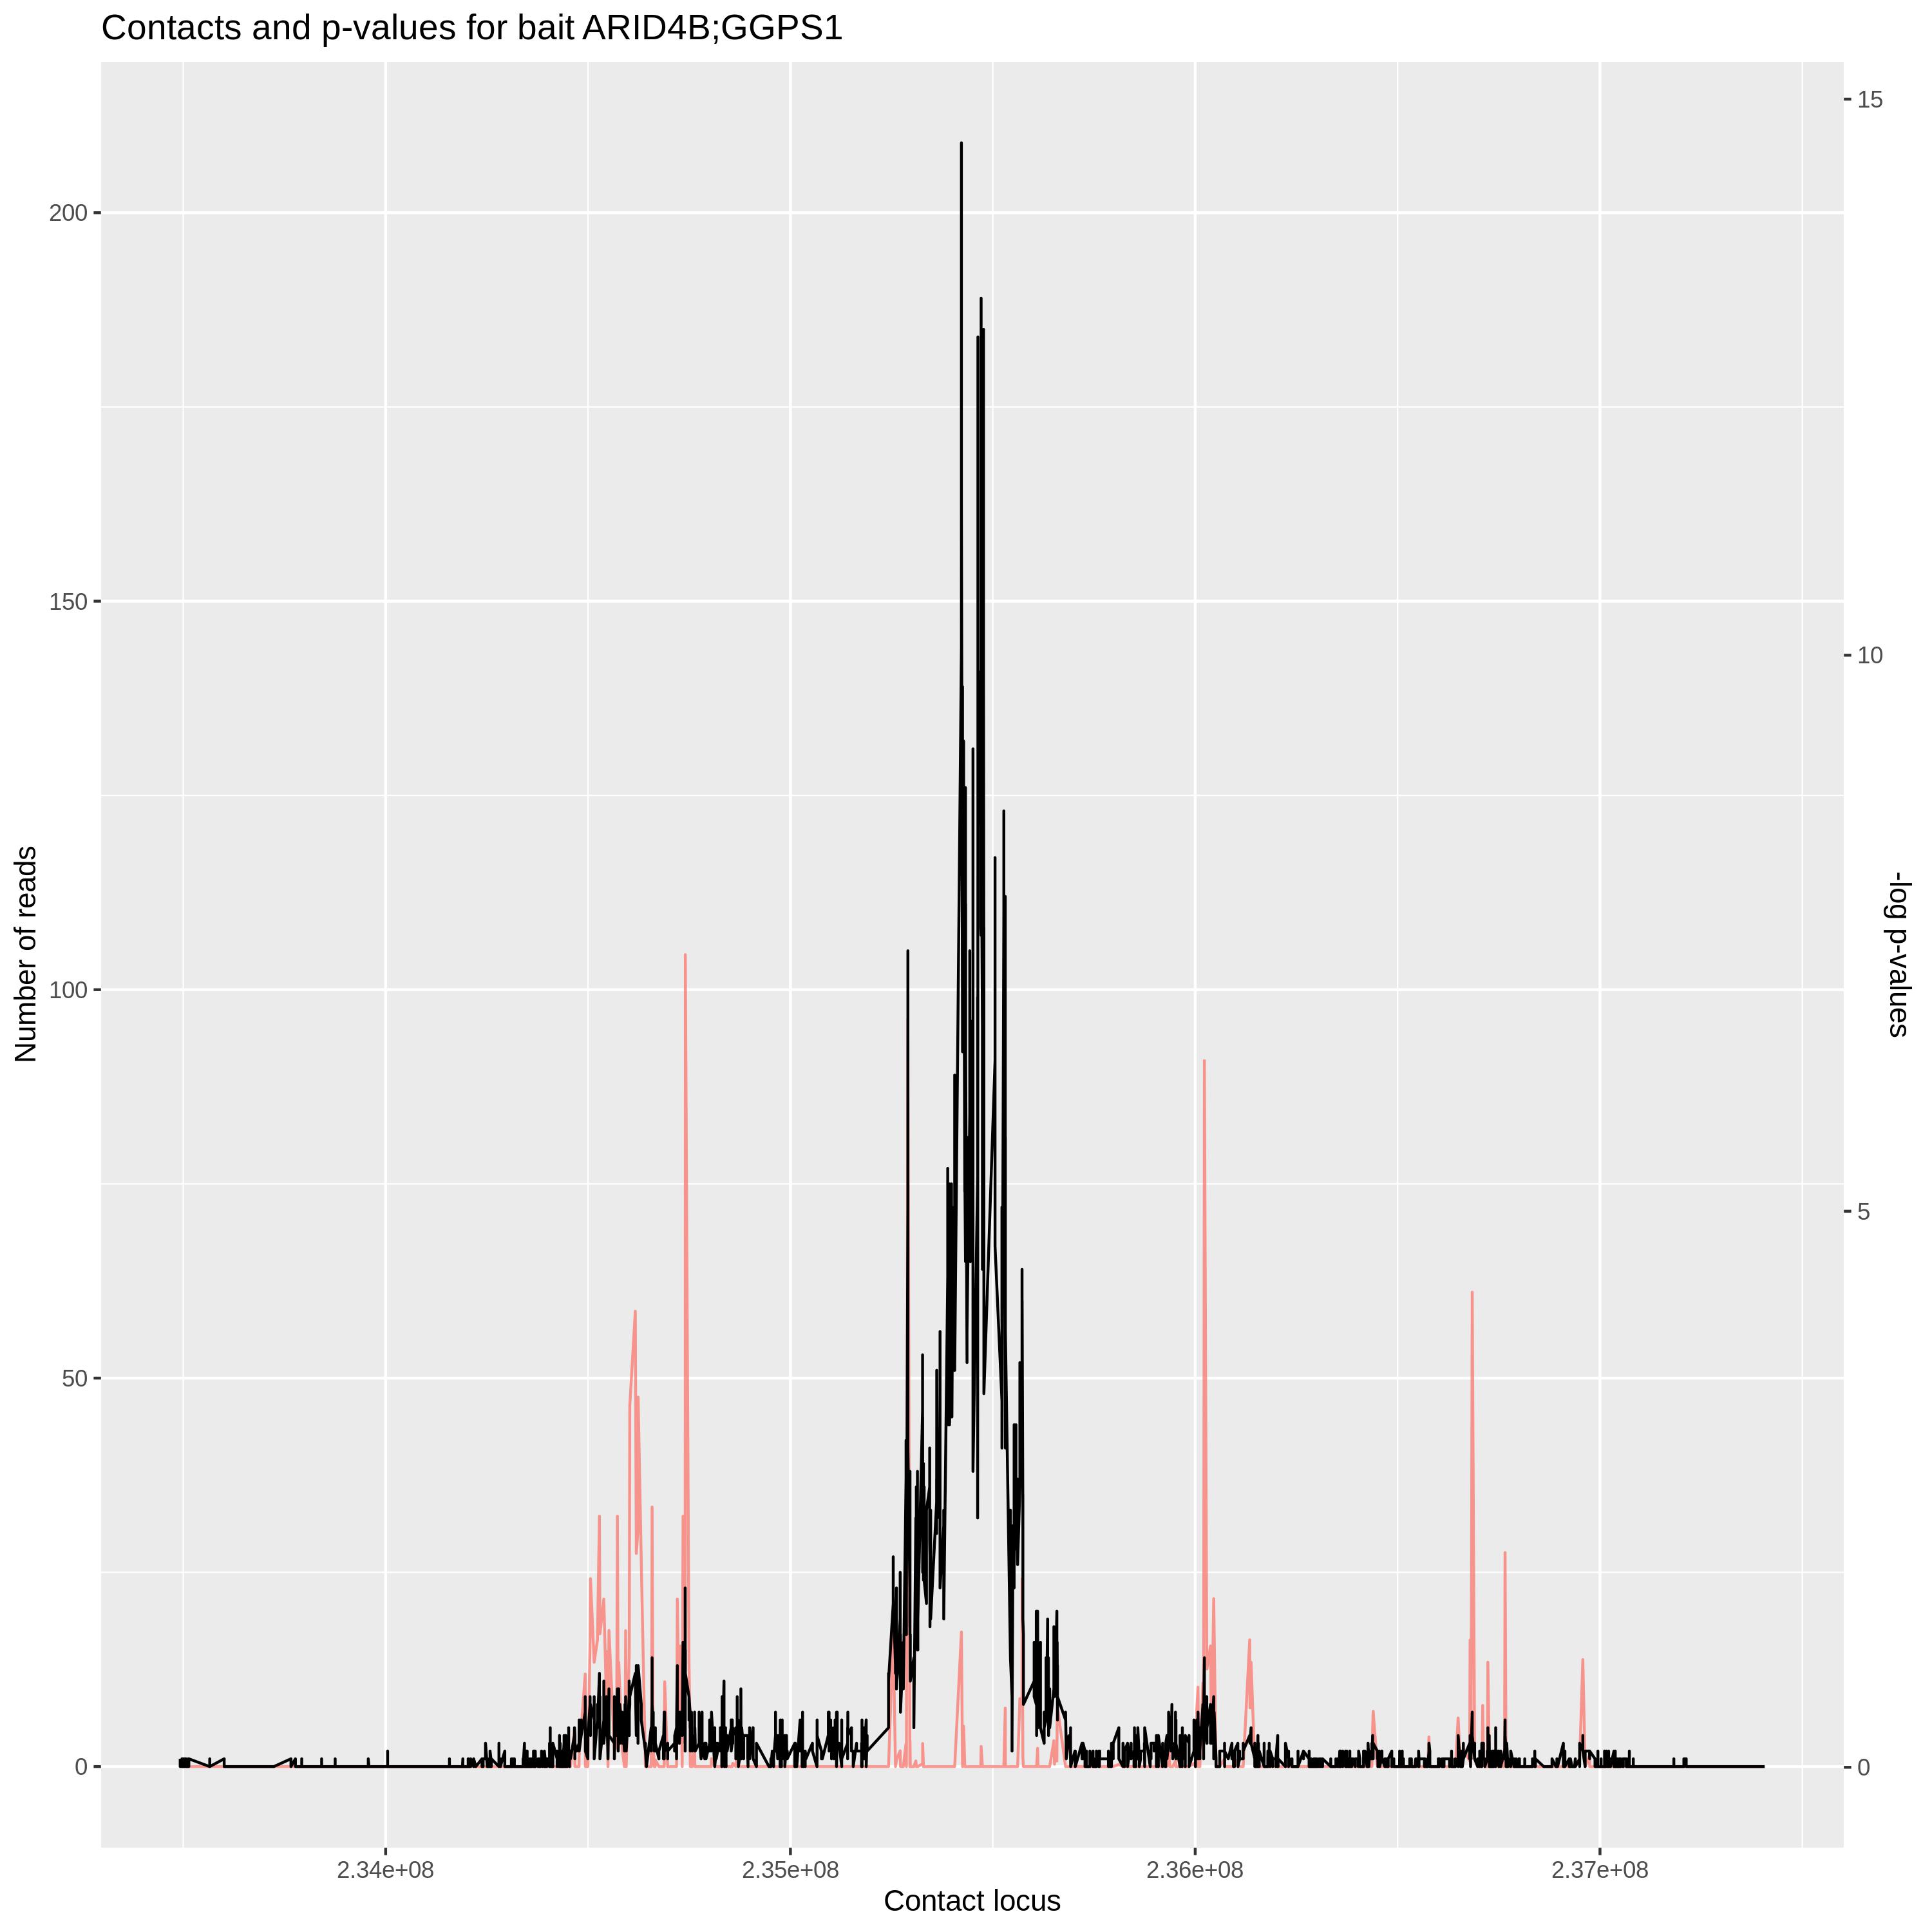 Contacts and p-values for bait ARID4B;GGPS1
200
150
100
50
0
Number of reads
15
10
5
0
-log p-values
2.34e+08 2.35e+08 2.36e+08 2.37e+08
Contact locus